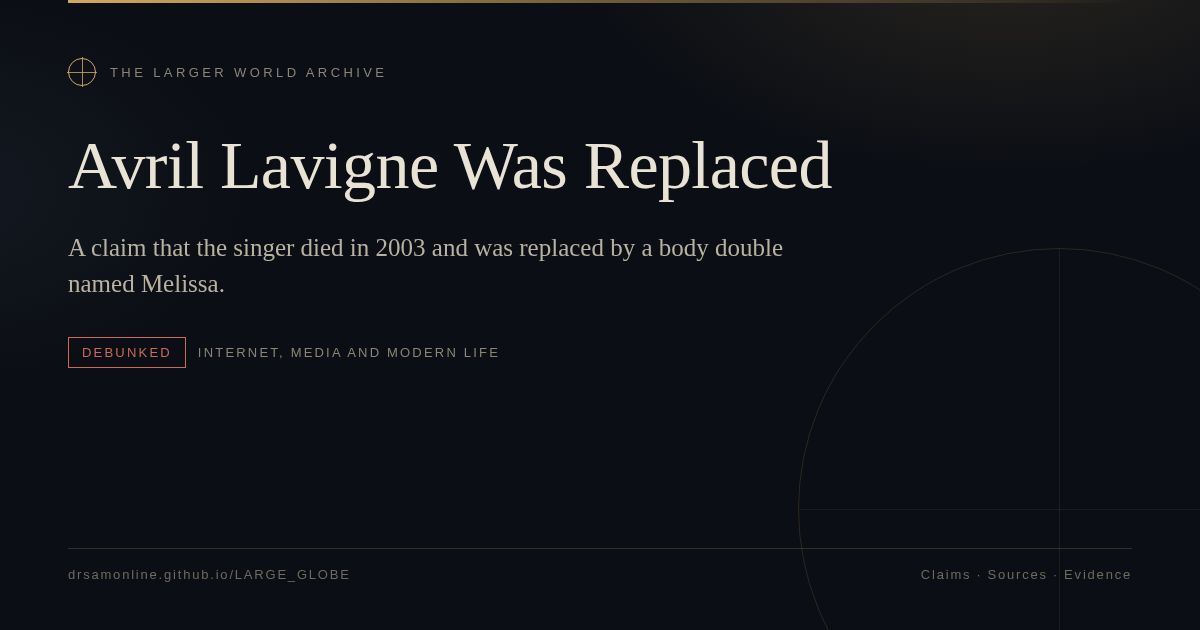 THE LARGER WORLD ARCHIVE
Avril Lavigne Was Replaced
A claim that the singer died in 2003 and was replaced by a body double
named Melissa.
DEBUNKED INTERNET, MEDIA AND MODERN LIFE
drsamonline.github.io/LARGE_GLOBE Claims · Sources · Evidence